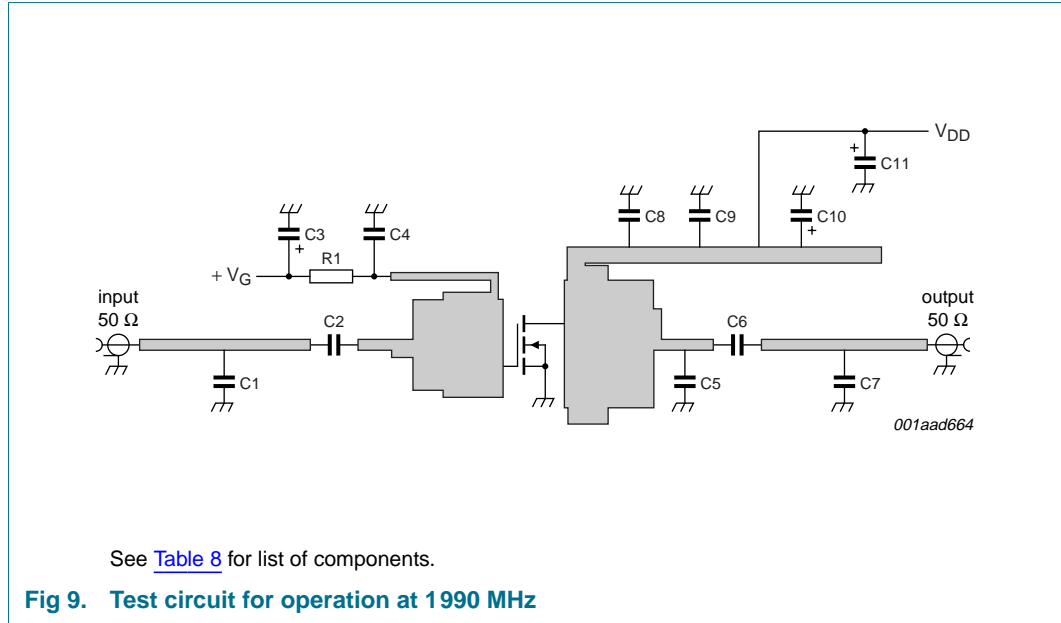 V_DD
+
C11
C8
C9
C10
+
C3
+
C4
R1
+ V_G
input
50 Ω
output
50 Ω
C2
C6
C1
C5
C7
001aad664
See Table 8 for list of components.
Fig 9. Test circuit for operation at 1990 MHz